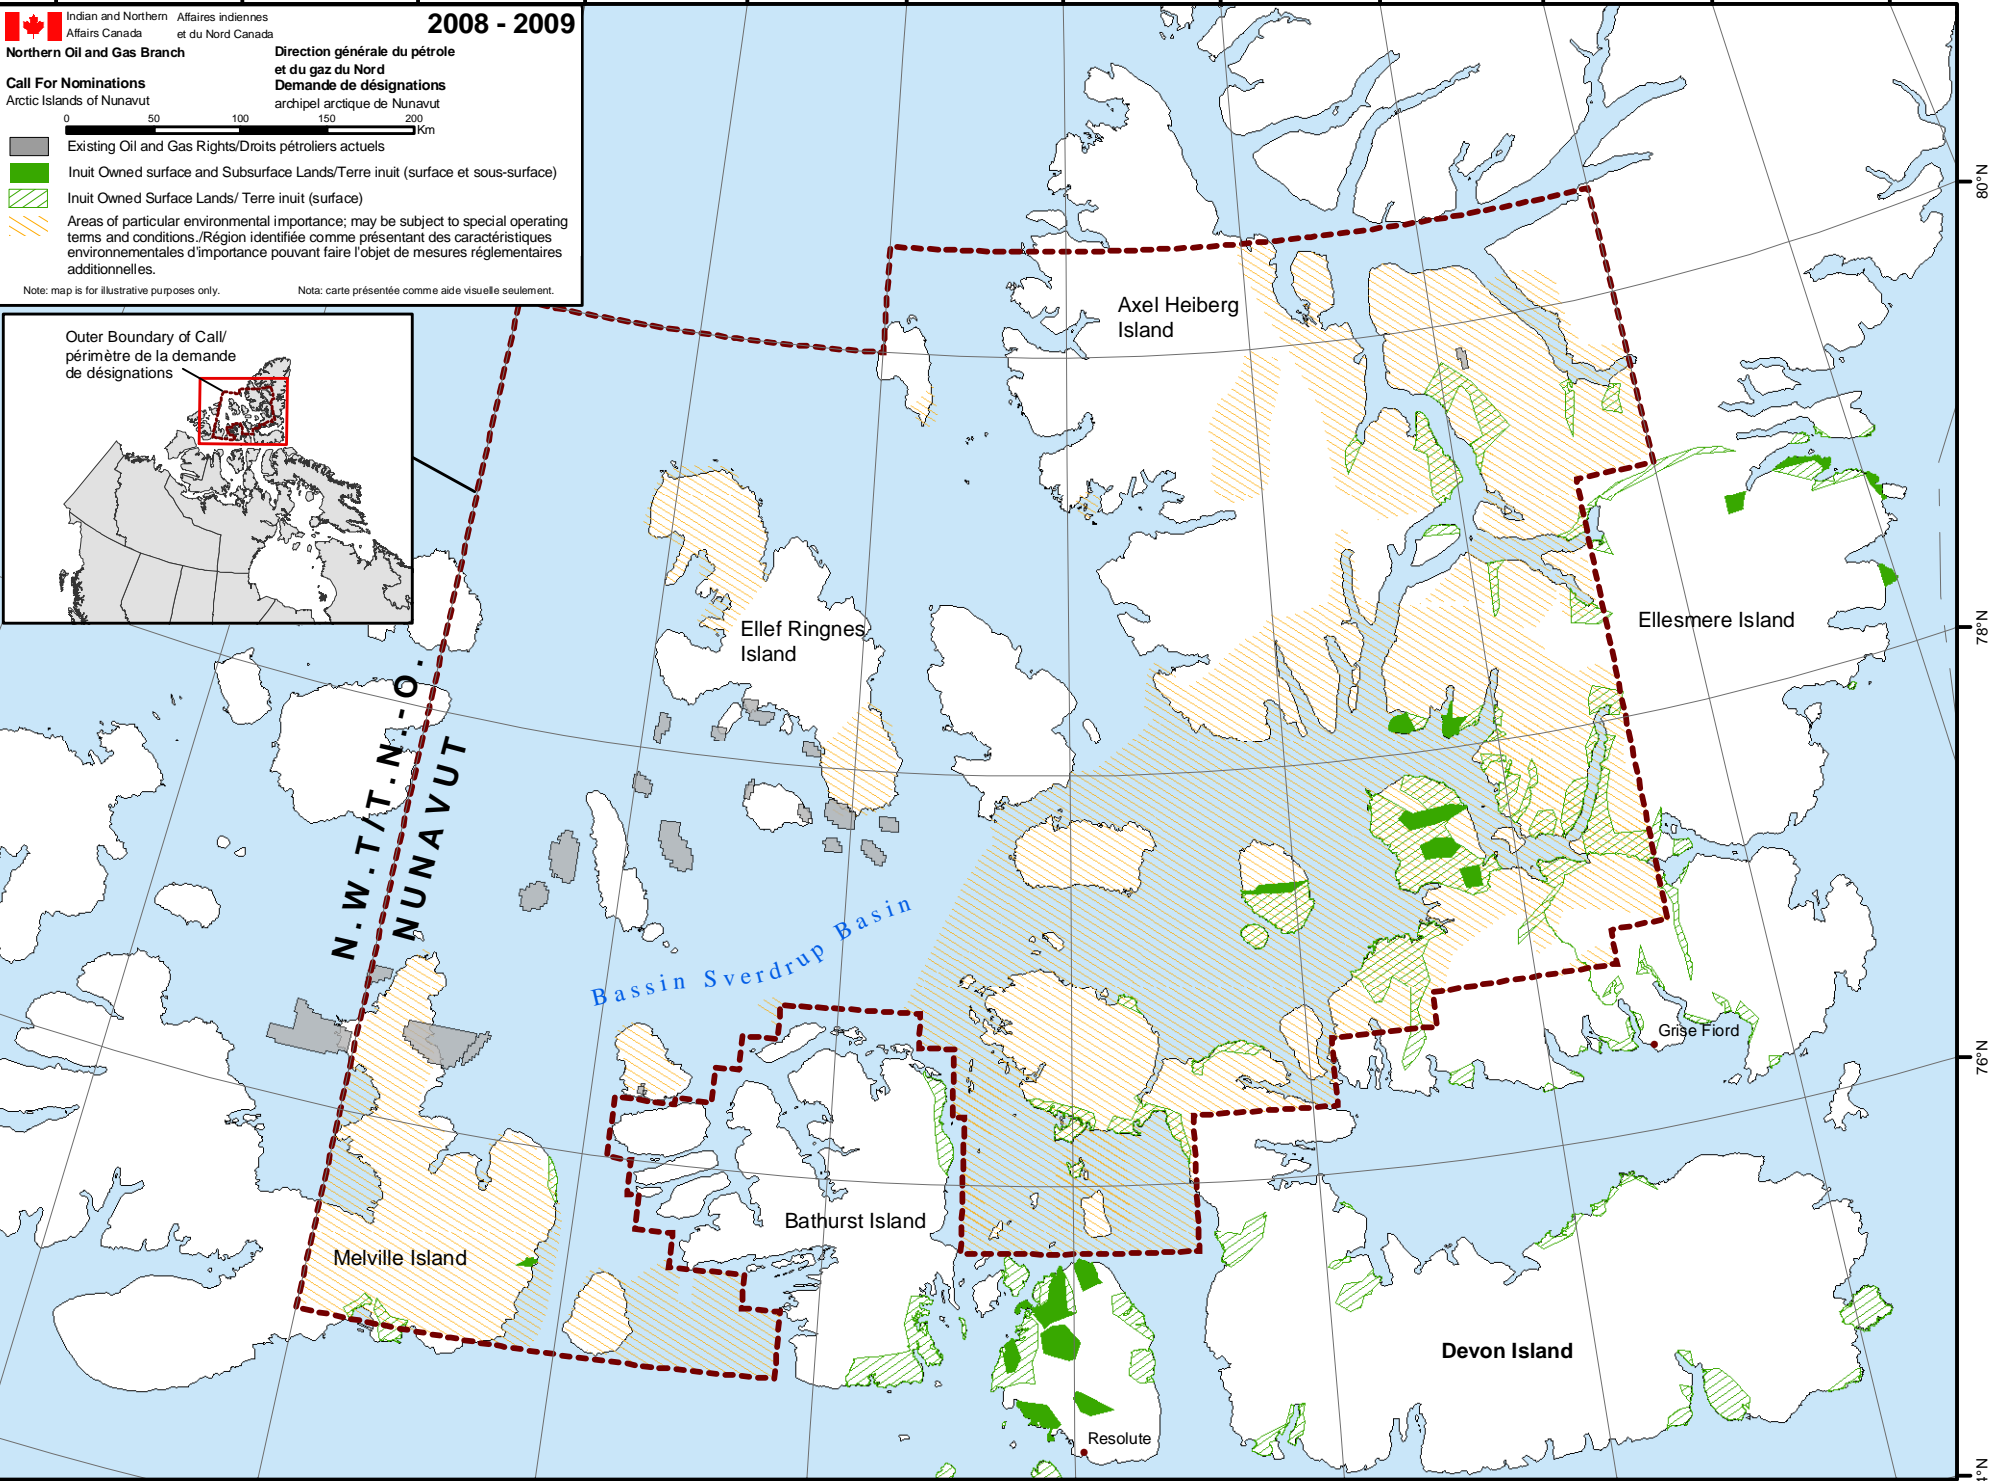 Indian and Northern
Affairs Canada
Affaires indiennes
et du Nord Canada
2008 - 2009
Northern Oil and Gas Branch
Direction générale du pétrole
et du gaz du Nord
Call For Nominations
Demande de désignations
Arctic Islands of Nunavut
archipel arctique de Nunavut
0 50 100 150 200
Km
Existing Oil and Gas Rights/Droits pétroliers actuels
Inuit Owned surface and Subsurface Lands/Terre inuit (surface et sous-surface)
Inuit Owned Surface Lands/ Terre inuit (surface)
Areas of particular environmental importance; may be subject to special operating
terms and conditions./Région identifiée comme présentant des caractéristiques
environnementales d'importance pouvant faire l'objet de mesures réglementaires
additionnelles.
Note: map is for illustrative purposes only.
Nota: carte présentée comme aide visuelle seulement.
Outer Boundary of Call/
périmètre de la demande
de désignations
80°N
Axel Heiberg
Island
78°N
Ellesmere Island
Ellef Ringnes
Island
N.W.T/T.N.-O.
NUNAVUT
Bassin Sverdrup Basin
Grise Fiord
76°N
Bathurst Island
Melville Island
Devon Island
Resolute
4°N